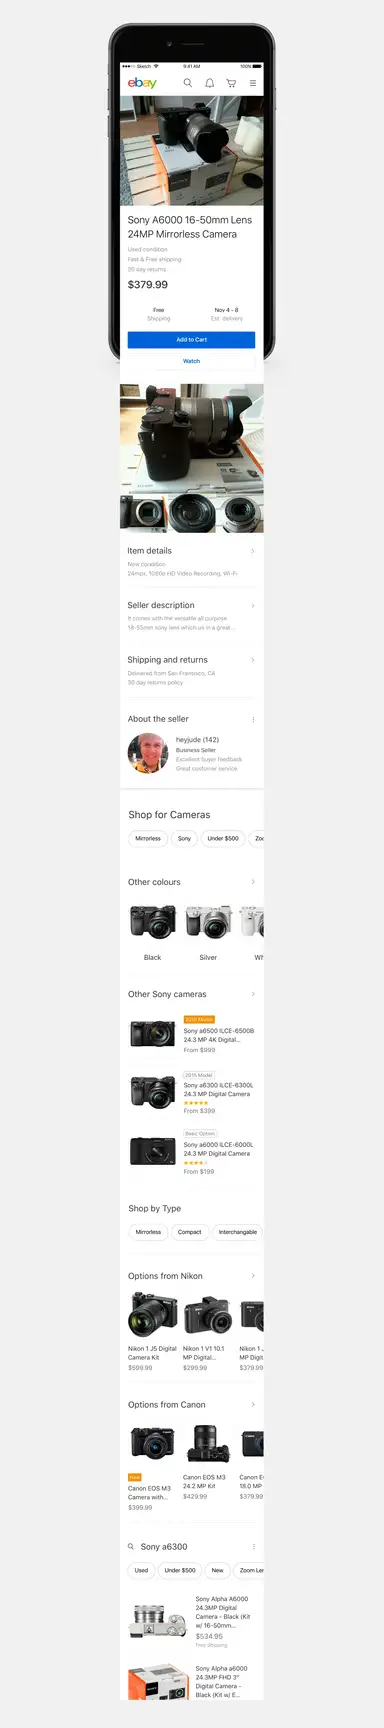 Sketch
9:41 AM
100%
ebay
Sony A6000 16-50mm Lens
24MP Mirrorless Camera
Used condition
Fast & Free shipping
30 day returns
$379.99
Free
Nov 4 - 8
Shipping
Est. delivery
Add to Cart
Watch
Item details
New condition
24mpx, 1080p HD Video Recording, Wi-Fi
Seller description
It comes with the versatile all purpose
18-55mm sony lens which us in a great...
Shipping and returns
Delivered from San Francisco, CA
30 day returns policy
About the seller
heyjude (142)
Business Seller
Excellent buyer feedback
Great customer service
Shop for Cameras
Mirrorless
Sony
Under $500
Zoo
Other colours
Black
Silver
Wh
Other Sony cameras
2016 Model
Sony a6500 ILCE-6500B
24.3 MP 4K Digital...
From $999
2015 Model
Sony a6300 ILCE-6300L
24.3 MP Digital Camera
From $399
Basic Option
Sony a6000 ILCE-6000L
24.3 MP Digital Camera
From $199
Shop by Type
Mirrorless
Compact
Interchangable
Options from Nikon
Nikon 1 J5 Digital
Camera Kit
$699.99
Nikon 1 V1 10.1
MP Digital...
$299.99
Nikon 1 J
MP Digit
$379.99
Options from Canon
New
Canon EOS M3
Camera with...
$399.99
Canon EOS M3
24.2 MP Kit
$429.99
Canon E
18.0 MP
$379.99
Sony a6300
Used
Under $500
New
Zoom Len
Sony Alpha A6000
24.3MP Digital
Camera - Black (Kit
w/ 16-50mm...
$534.95
Free shipping
Sony Alpha a6000
24.3MP FHD 3"
Digital Camera -
Black (Kit w/ E...